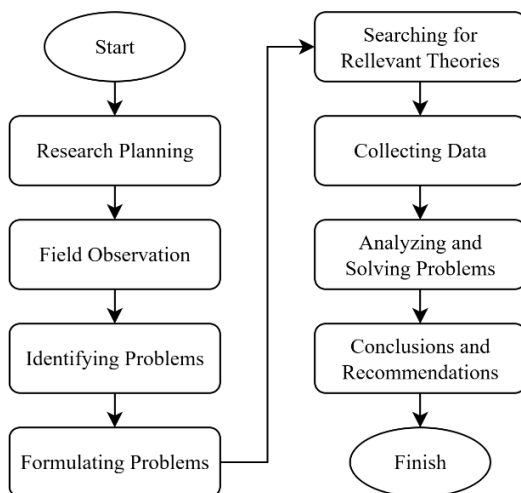 Start
Research Planning
Field Observation
Identifying Problems
Formulating Problems
Searching for
Rellevant Theories
Collecting Data
Analyzing and
Solving Problems
Conclusions and
Recommendations
Finish